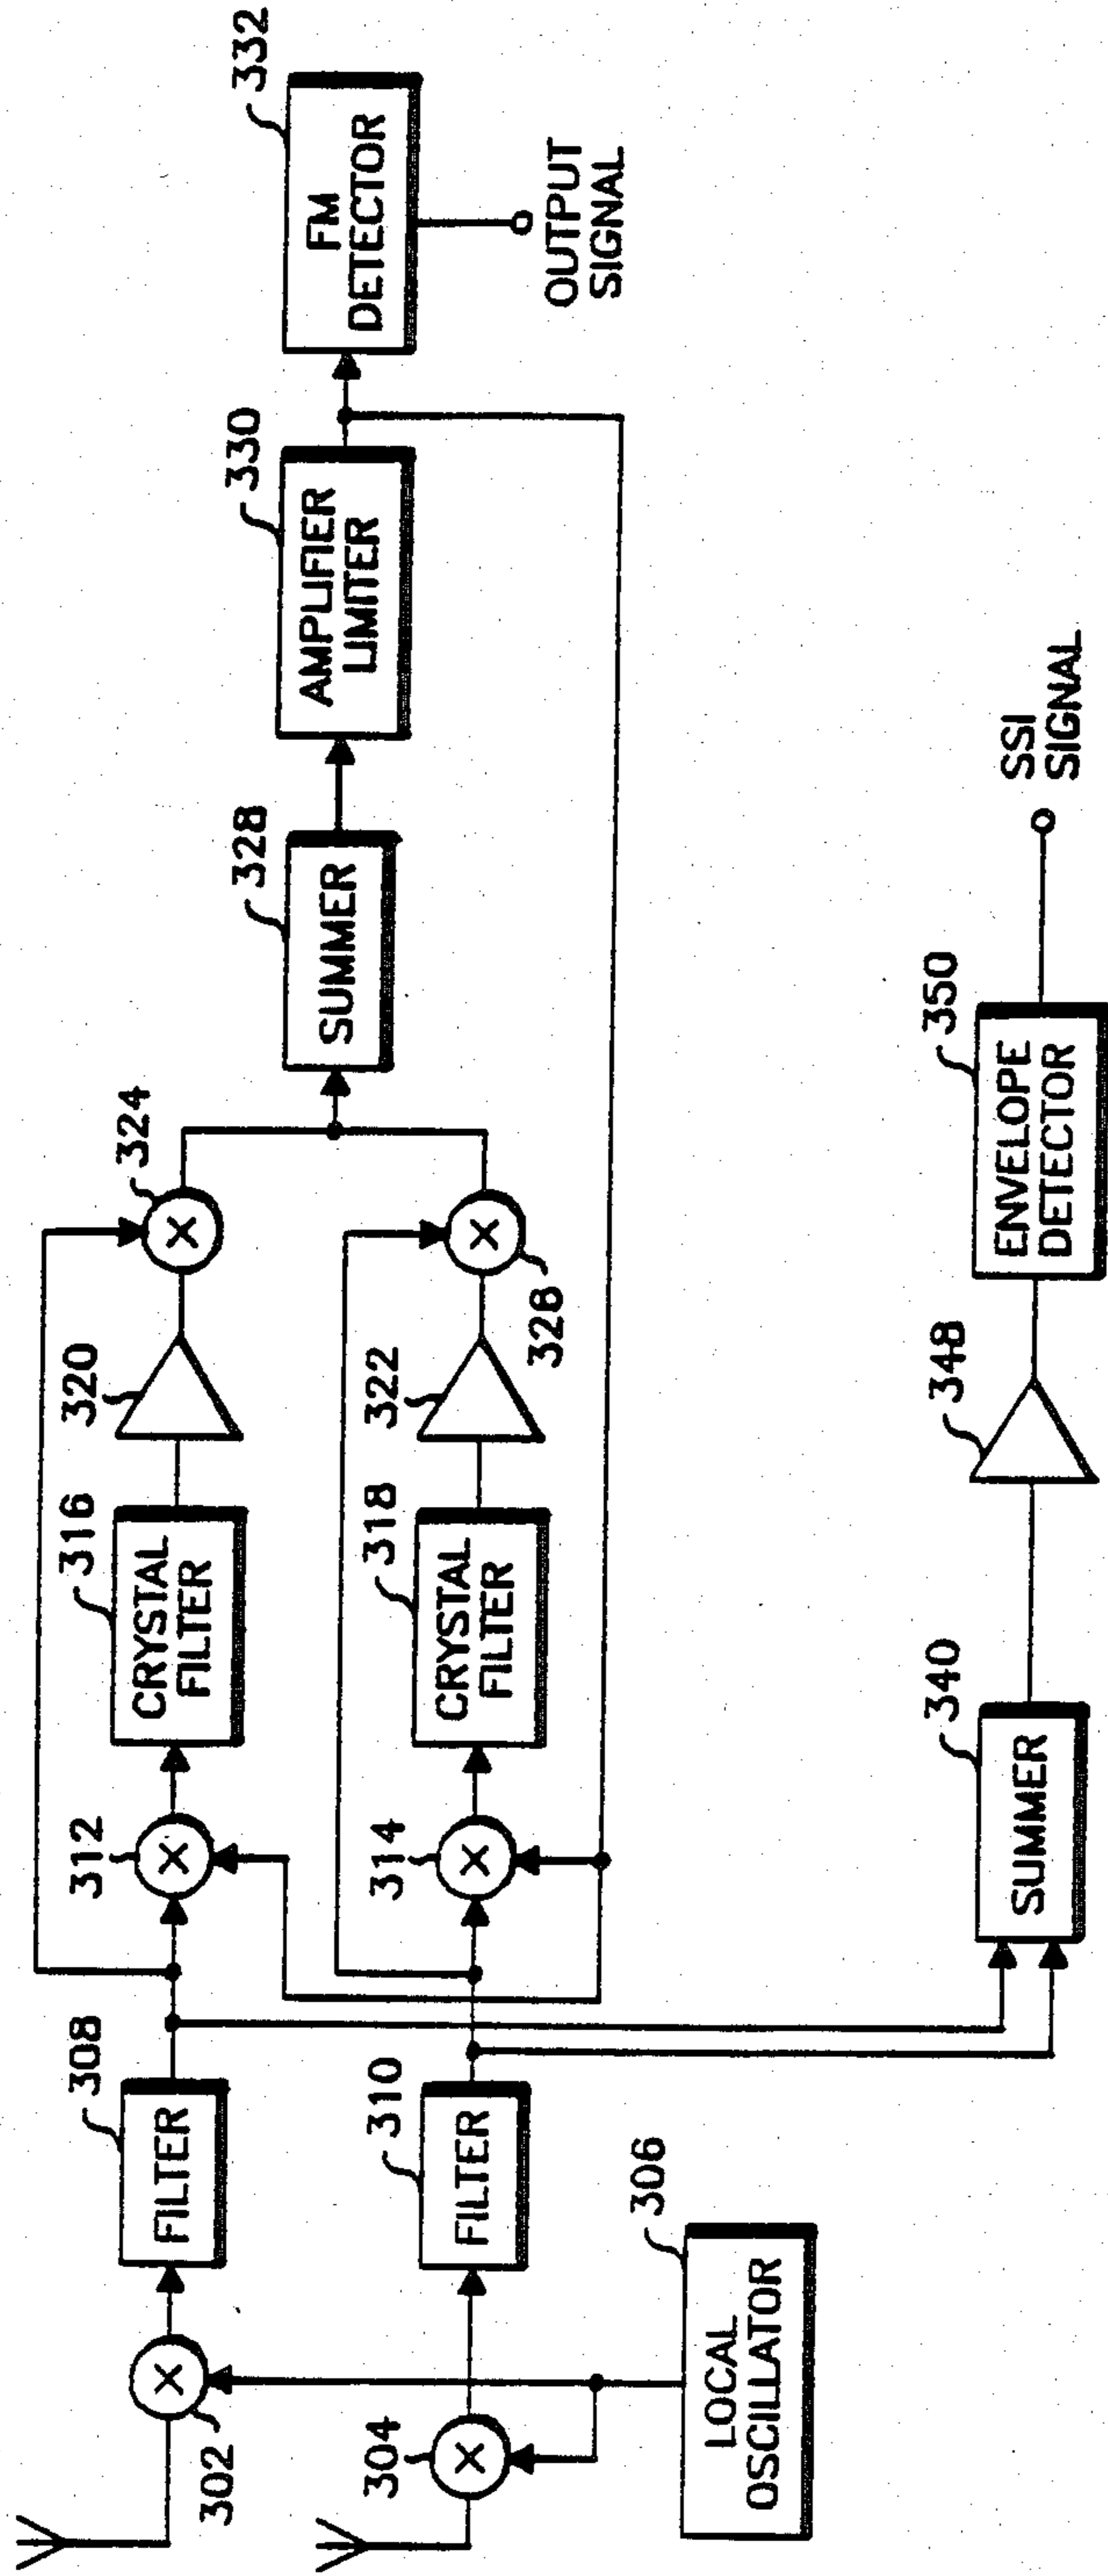 302
FILTER
308
312
CRYSTAL
FILTER
316
320
324
304
FILTER
310
314
CRYSTAL
FILTER
318
322
326
SUMMER
328
AMPLIFIER
LIMITER
330
FM
DETECTOR
332
OUTPUT
SIGNAL
LOCAL
OSCILLATOR
306
SUMMER
340
348
ENVELOPE
DETECTOR
350
SSI
SIGNAL